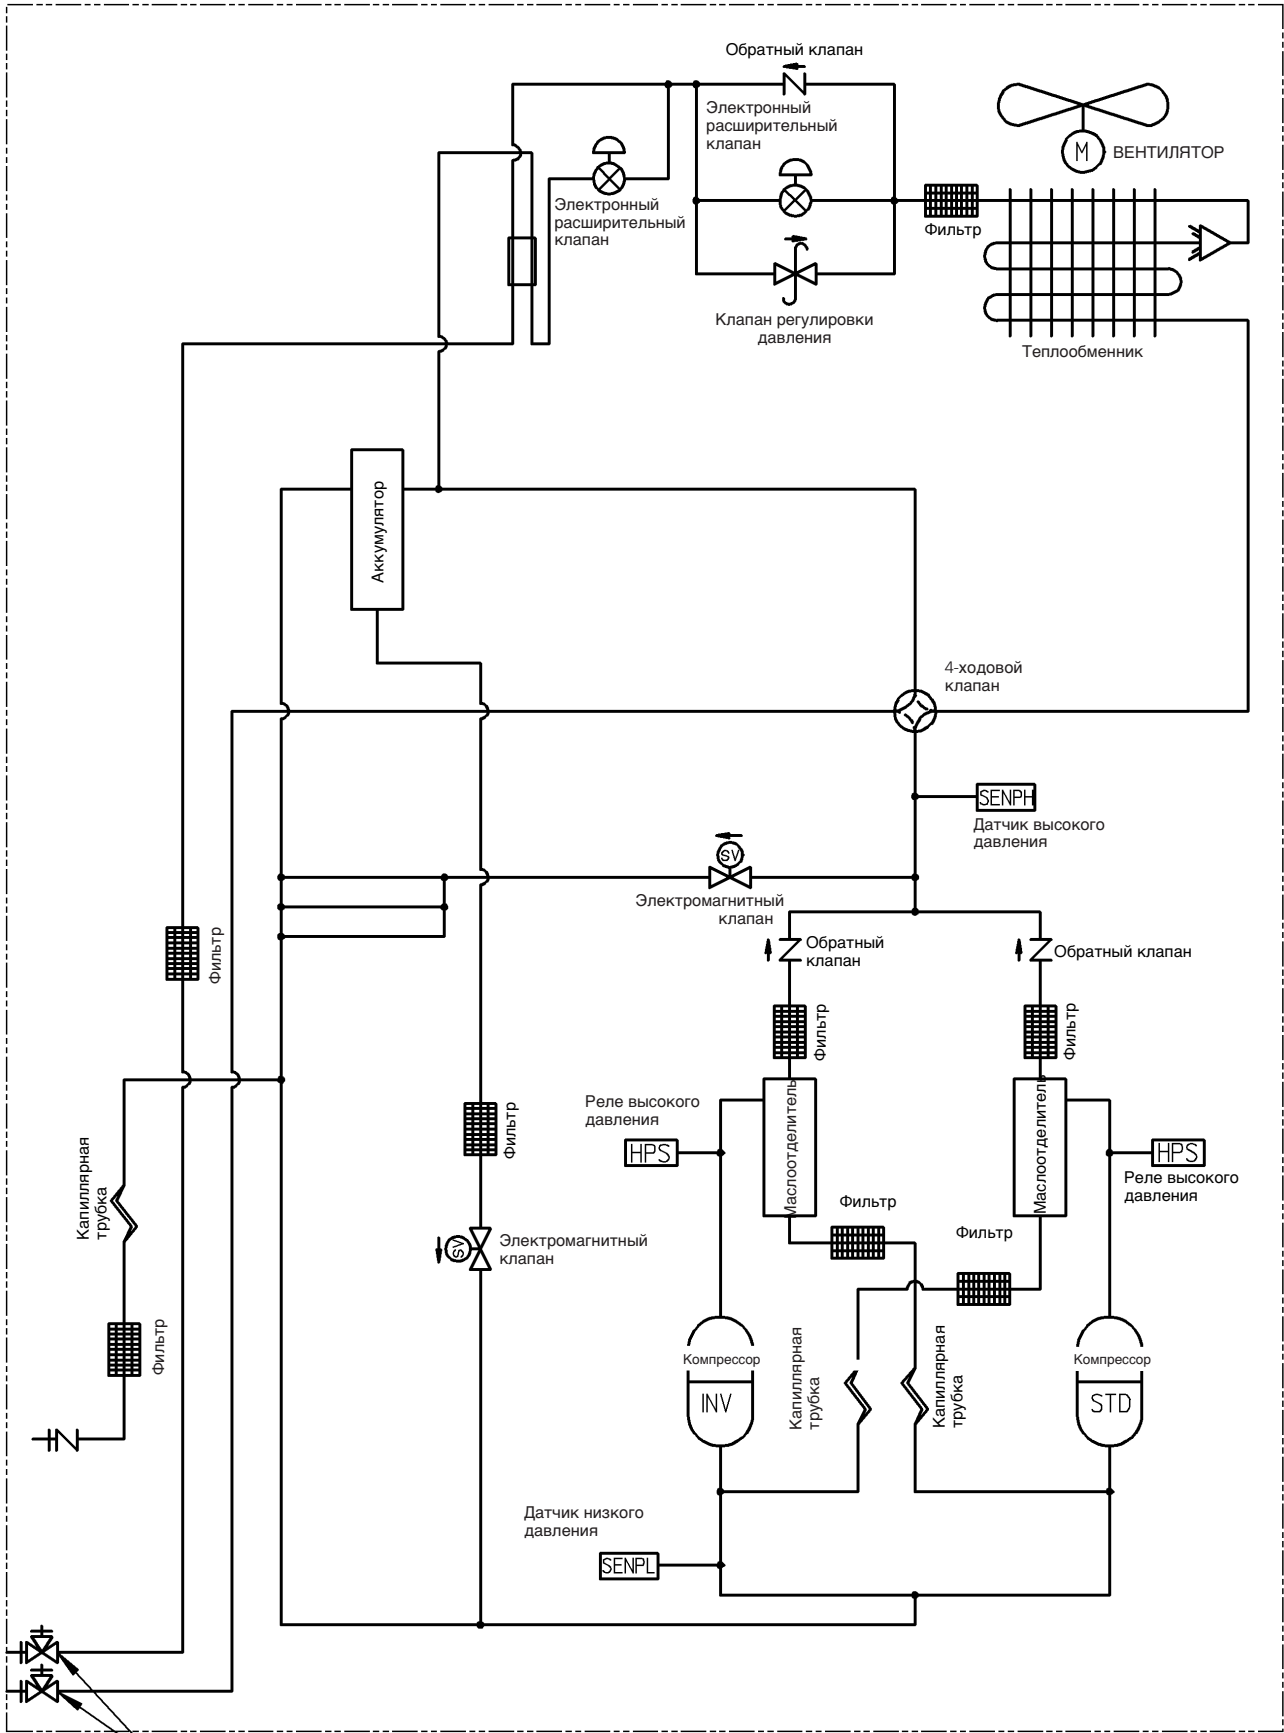 Обратный клапан
Электронный
расширительный
клапан
M
ВЕНТИЛЯТОР
Электронный
расширительный
клапан
Фильтр
Клапан регулировки
давления
Теплообменник
Аккумулятор
4-ходовой
клапан
SENPH
Датчик высокого
давления
SV
Электромагнитный
клапан
Обратный
клапан
Обратный клапан
Фильтр
Фильтр
Фильтр
Реле высокого
давления
HPS
Маслоотделитель
Маслоотделитель
HPS
Реле высокого
давления
Фильтр
Капиллярная
трубка
Фильтр
Фильтр
SV
Электромагнитный
клапан
Фильтр
Компрессор
INV
Капиллярная
трубка
Капиллярная
трубка
Компрессор
STD
Датчик низкого
давления
SENPL